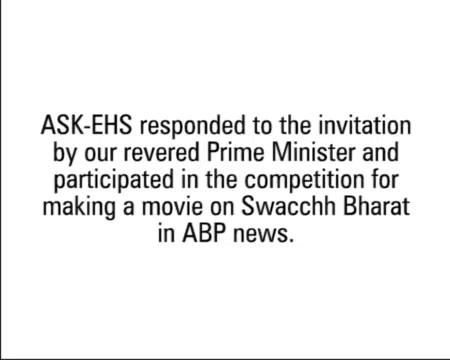 ASK-EHS responded to the invitation
by our revered Prime Minister and
participated in the competition for
making a movie on Swacchh Bharat
in ABP news.